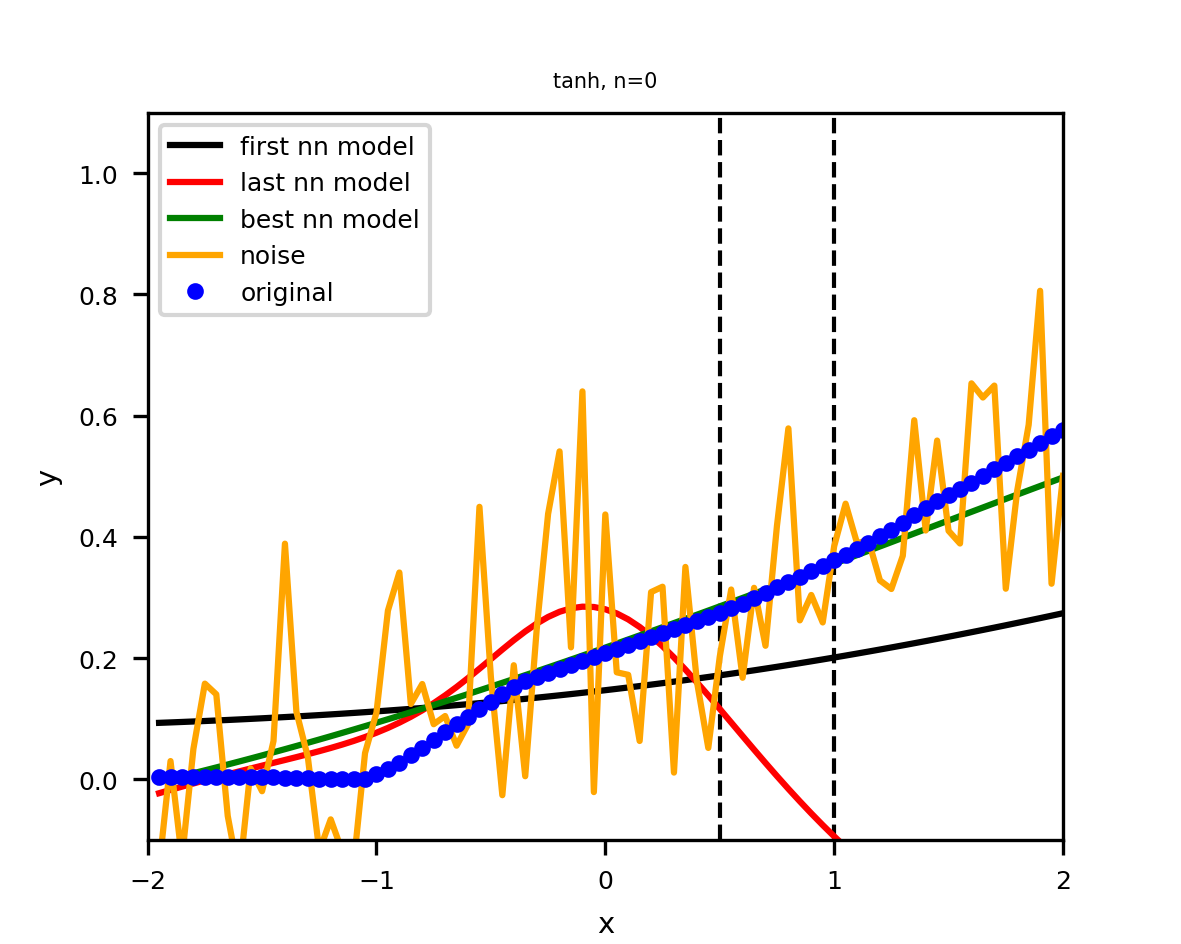 tanh, n=0
first nn model
last nn model
best nn model
noise
original
1.0
0.8
0.6
0.4
0.2
0.0
y
−2
−1
0
1
2
x